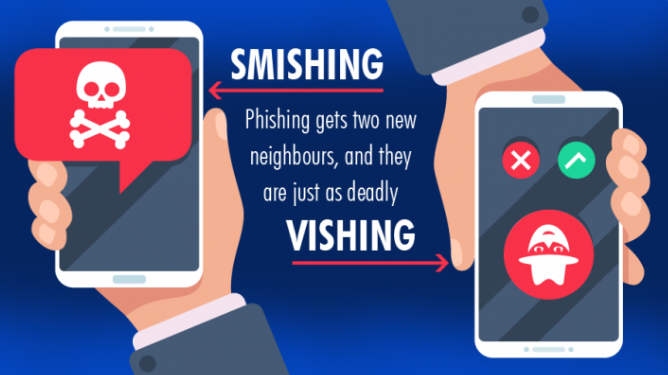 SMISHING
Phishing gets two new
neighbours, and they
are just as deadly
VISHING